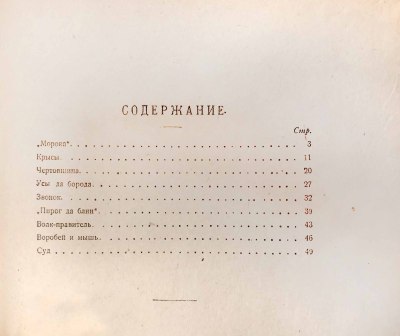 СОДЕРЖАНИЕ.
Стр.
„Мороко“. . . . . . . . . . . . . . . . . . . . . . . 3
Крысы. . . . . . . . . . . . . . . . . . . . . . . . 11
Чертовщина. . . . . . . . . . . . . . . . . . . . . 20
Усы да борода. . . . . . . . . . . . . . . . . . . . 27
Звонок. . . . . . . . . . . . . . . . . . . . . . . . 32
„Пирог да блин“. . . . . . . . . . . . . . . . . . . 39
Волк-правитель. . . . . . . . . . . . . . . . . . . 43
Воробей и мышь. . . . . . . . . . . . . . . . . . . 46
Суд . . . . . . . . . . . . . . . . . . . . . . . . . 49